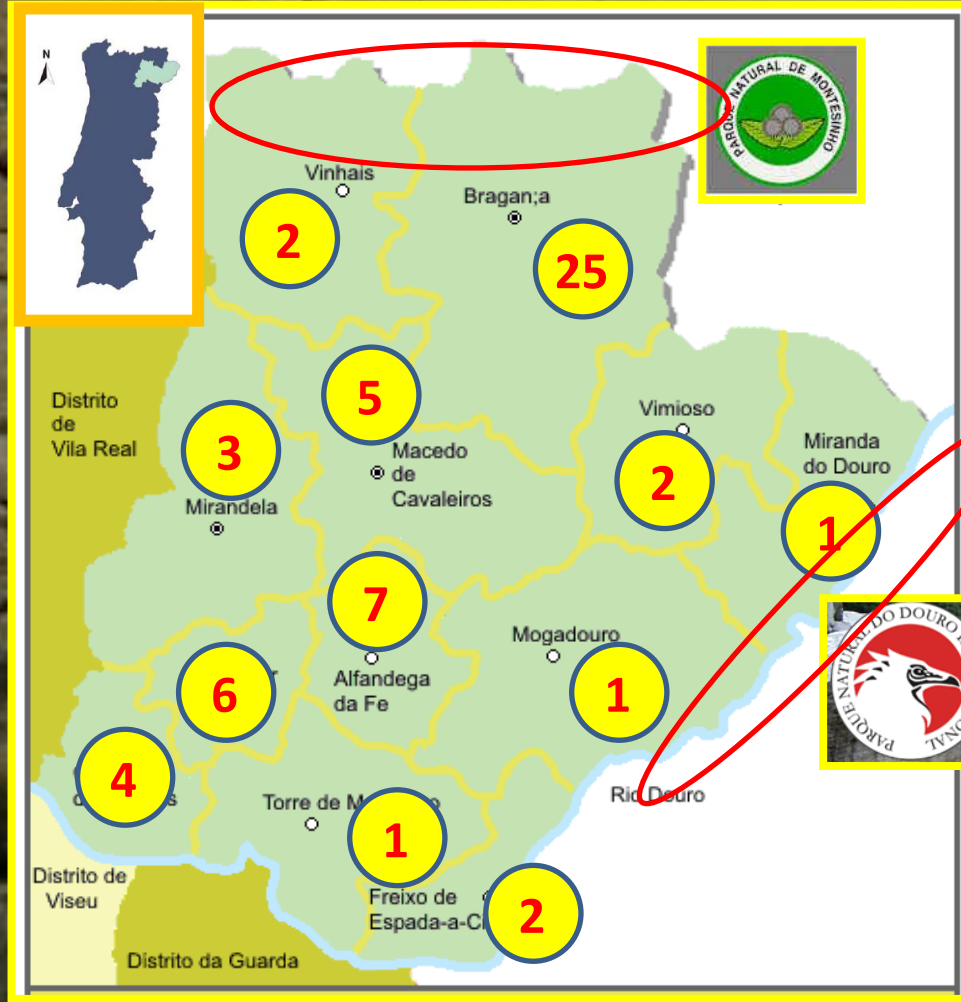 N
PARQUE NATURAL DE MONTESINHO
Vinhais
Bragan;a
2
25
5
Distrito
de
Vila Real
Vimioso
3
Macedo
de
Cavaleiros
Miranda
do Douro
2
Mirandela
1
7
Mogadouro
Alfandega
da Fe
6
1
4
Rio Douro
Torre de
1
Distrito de
Viseu
Freixo de
2
Distrito da Guarda
PARQUE NATURAL DO DOURO